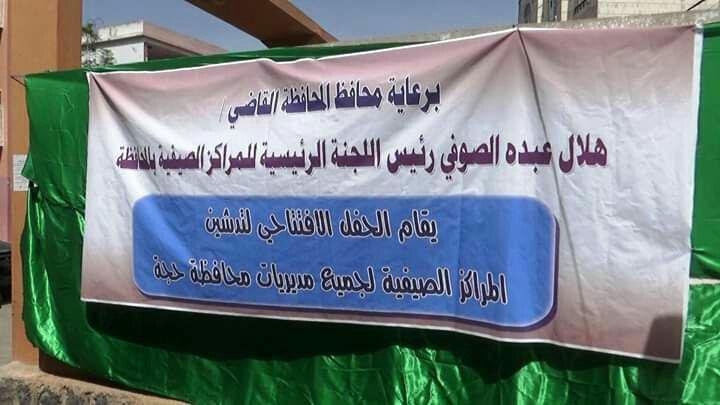 برعاية محافظ المحافظة القاضي /
هلال عبده الصوفي رئيس اللجنة الرئيسية للمراكز الصيفية بالمحافظة
يقام الحفل الافتتاحي لتدشين
المراكز الصيفية لجميع مديريات محافظة حجة